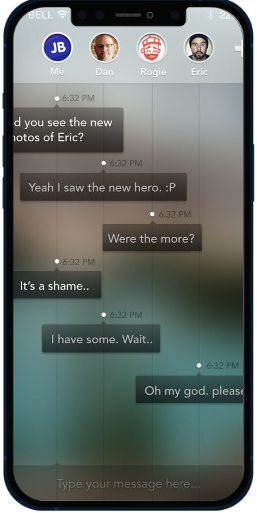 BELL
22
JB
Me
Dan
Rogie
Eric
6:32 PM
d you see the new
hotos of Eric?
6:32 PM
Yeah I saw the new hero. :P
6:32 PM
Were the more?
6:32 PM
It's a shame..
6:32 PM
I have some. Wait..
6:32 PM
Oh my god. please
Type your message here...